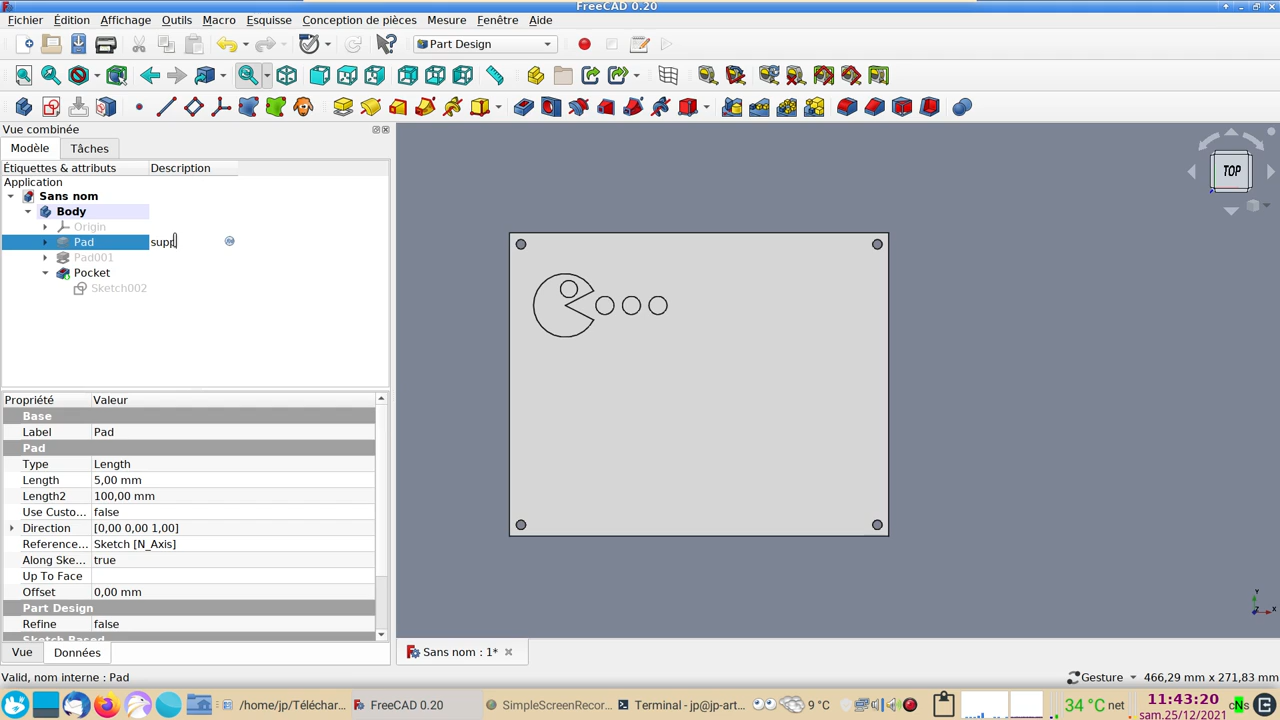 FreeCAD 0.20
Fichier Édition Affichage Outils Macro Esquisse Conception de pièces Mesure Fenêtre Aide
Part Design
Vue combinée
Modèle Tâches
Étiquettes & attributs Description
Application
Sans nom
Body
Origin
Pad supp
Pad001
Pocket
Sketch002
Propriété Valeur
Base
Label Pad
Pad
Type Length
Length 5,00 mm
Length2 100,00 mm
Use Custo... false
Direction [0,00 0,00 1,00]
Reference... Sketch [N_Axis]
Along Ske... true
Up To Face
Offset 0,00 mm
Part Design
Refine false
Sketch Based
Vue Données
TOP
Y
Z X
Sans nom : 1*
Valid, nom interne : Pad
Gesture 466,29 mm x 271,83 mm
/home/jp/Téléchar... FreeCAD 0.20 SimpleScreenRecor... Terminal - jp@jp-art... 9 °C 34 °C net 11:43:20 cNs
sam.25/12/2021